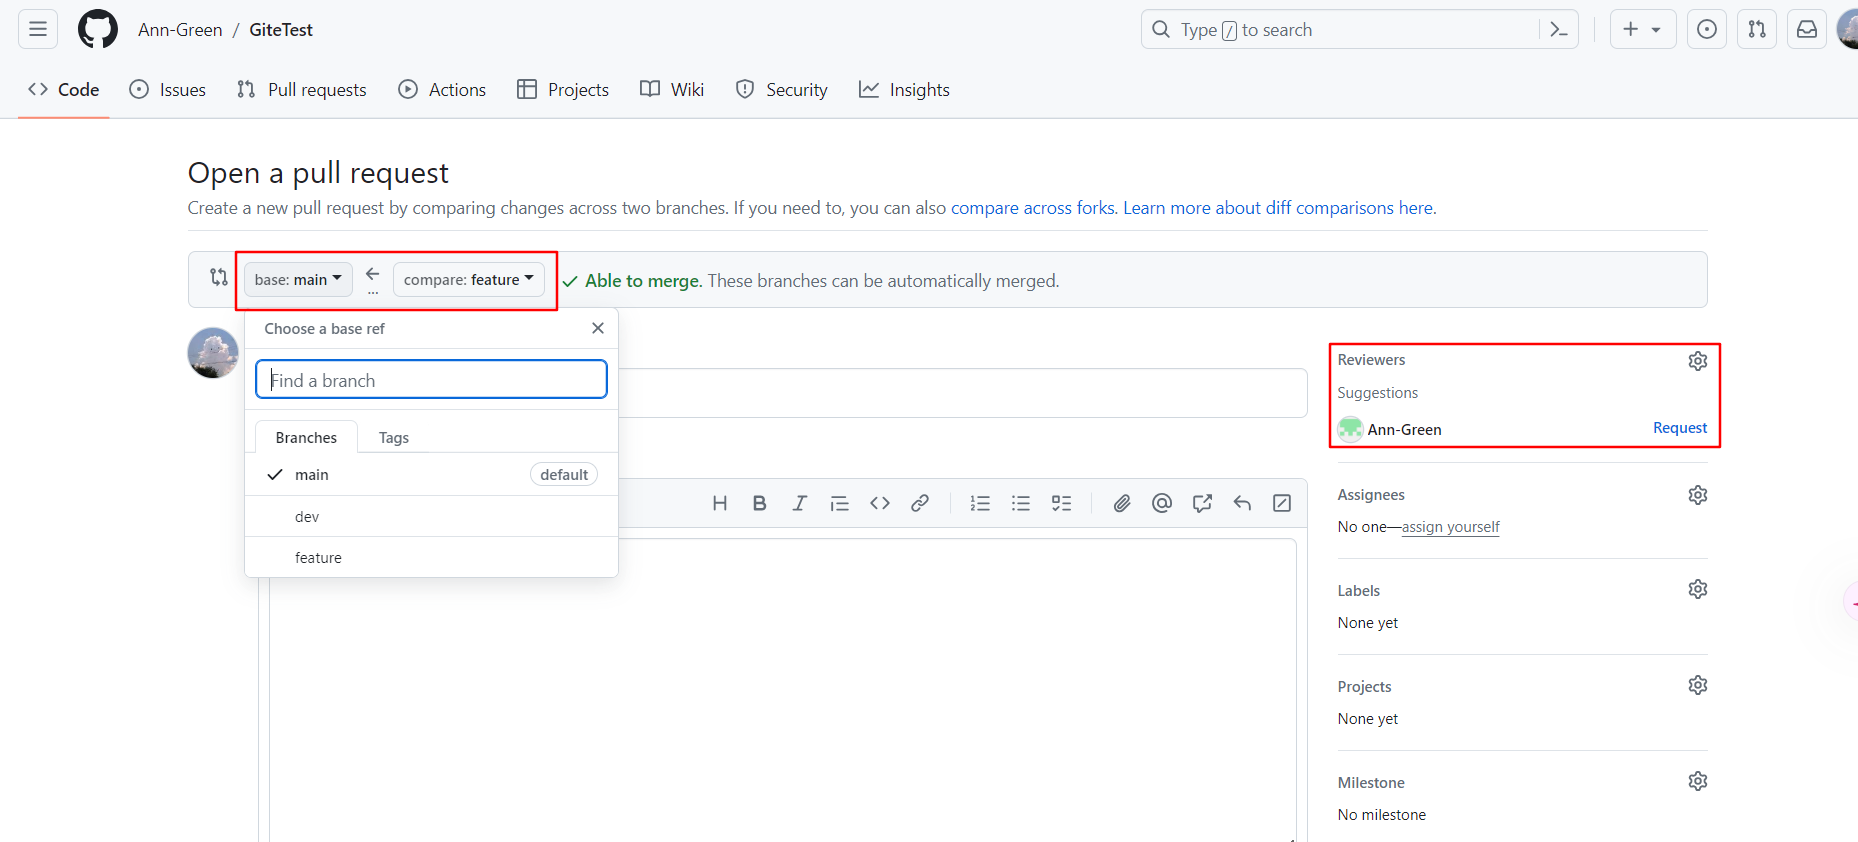 Ann-Green / GiteTest
Type / to search
Code Issues Pull requests Actions Projects Wiki Security Insights
Open a pull request
Create a new pull request by comparing changes across two branches. If you need to, you can also compare across forks. Learn more about diff comparisons here.
base: main ← ... compare: feature ✓ Able to merge. These branches can be automatically merged.
Choose a base ref
Find a branch
Branches Tags
main default
dev
feature
Reviewers
Suggestions
Ann-Green Request
Assignees
No one—assign yourself
Labels
None yet
Projects
None yet
Milestone
No milestone